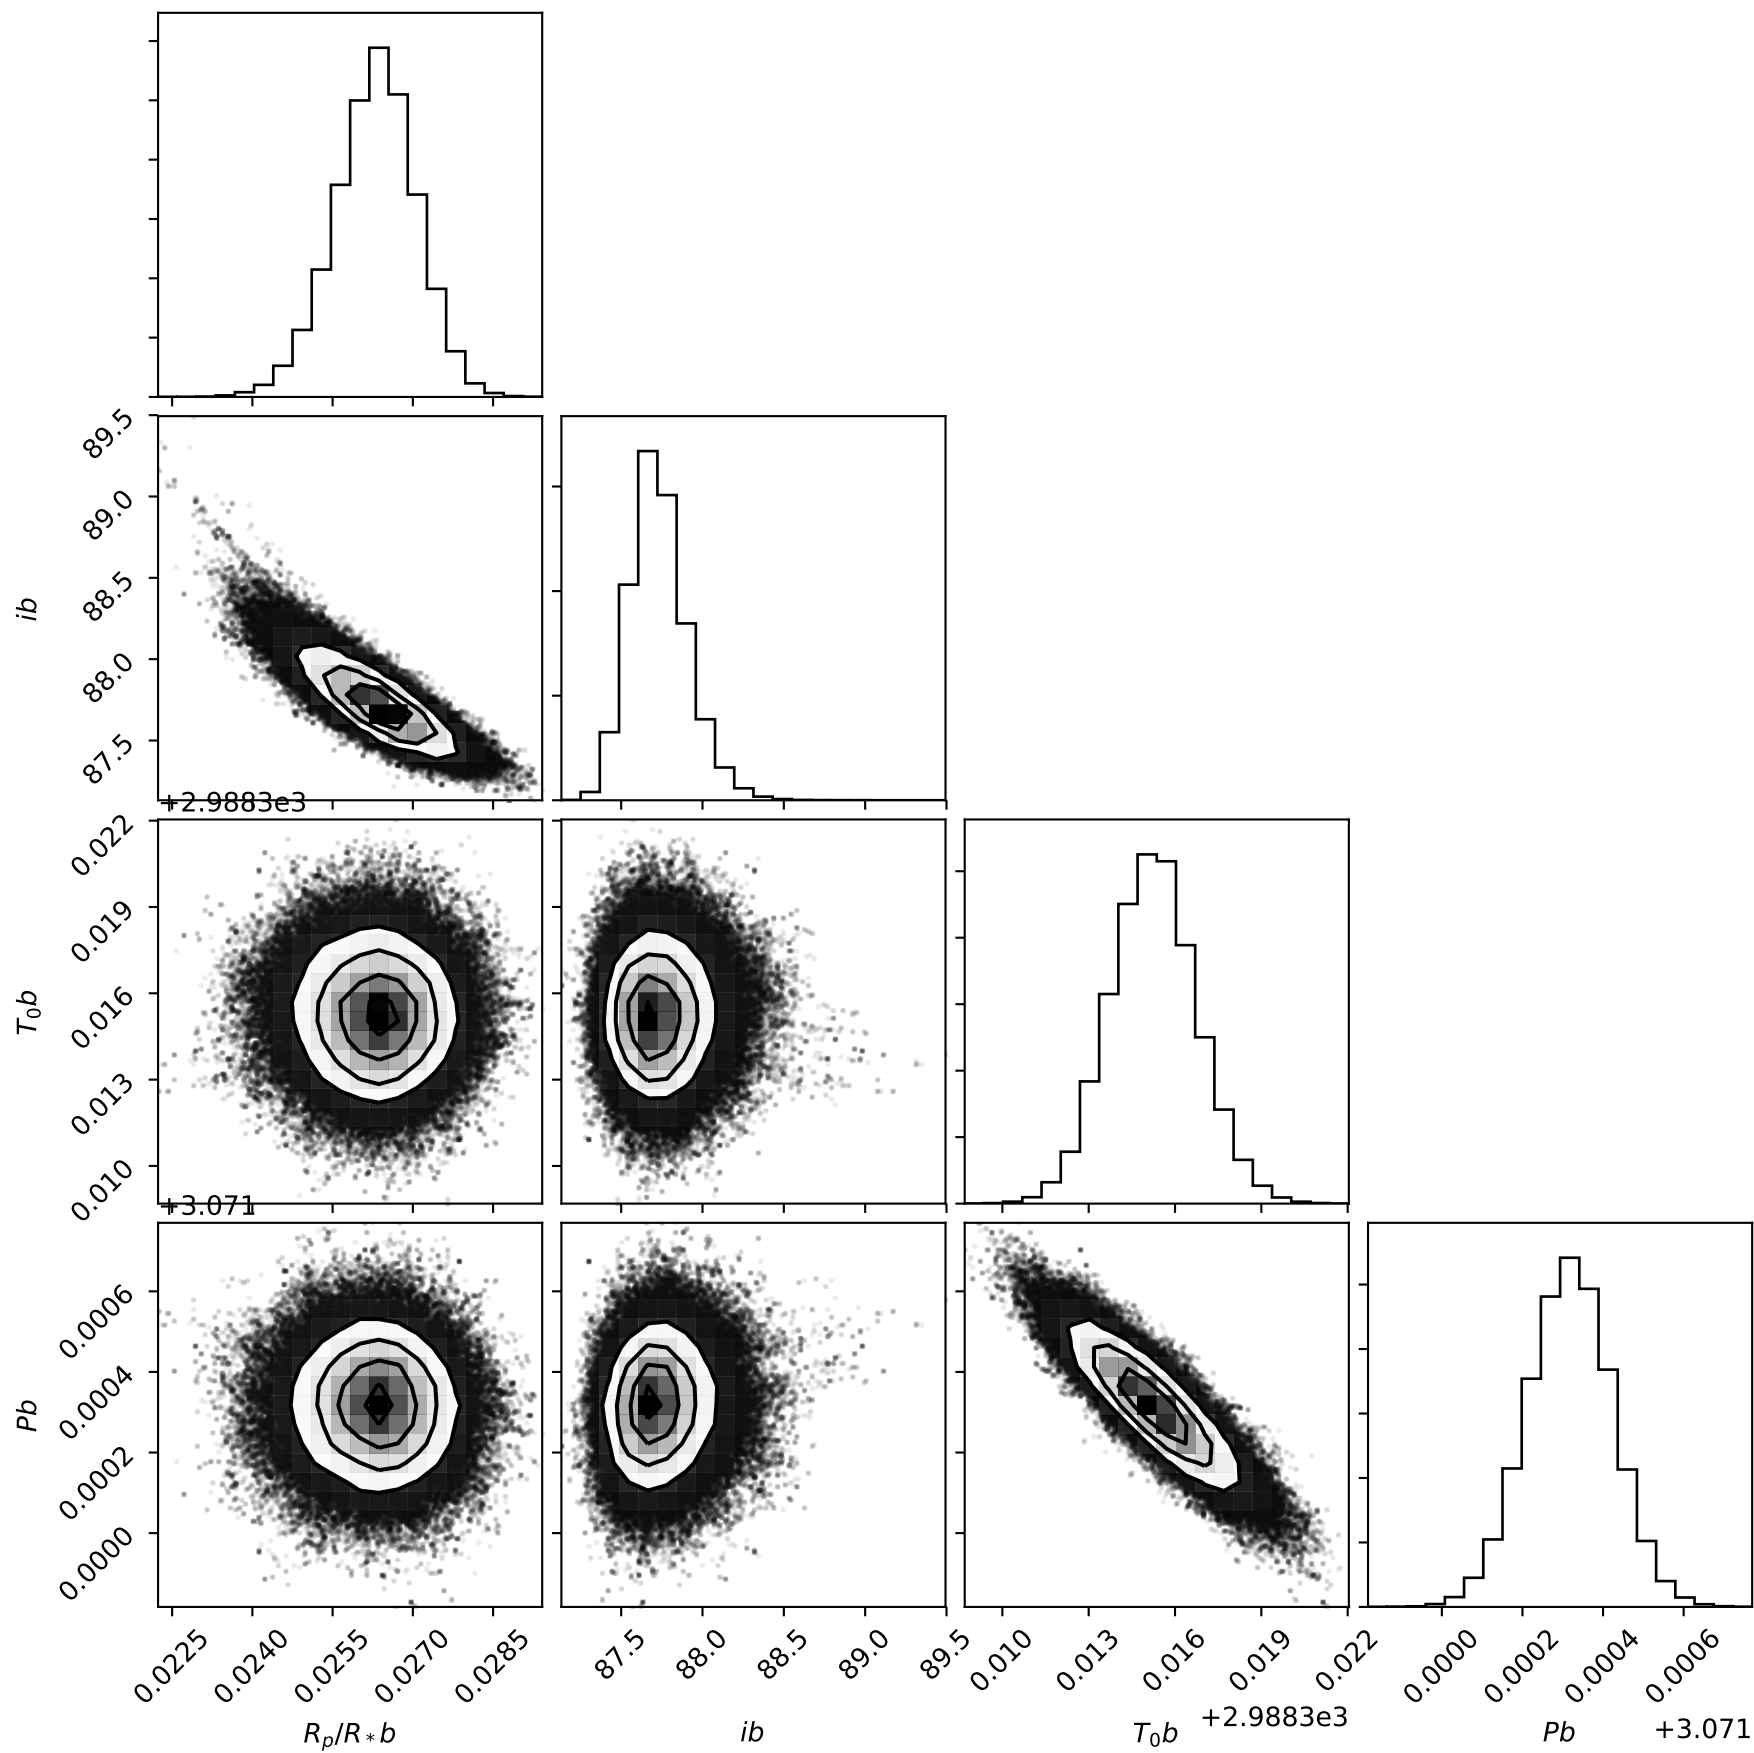 89.5
89.0
88.5
88.0
87.5
ib
+2.9883e3
0.022
0.019
0.016
0.013
0.010
T₀b
+3.071
0.0006
0.0004
0.0002
0.0000
Pb
0.0225 0.0240 0.0255 0.0270 0.0285
87.5 88.0 88.5 89.0 89.5
0.010 0.013 0.016 0.019 0.022
0.0000 0.0002 0.0004 0.0006
Rₚ/R*b
ib
T₀b +2.9883e3
Pb +3.071